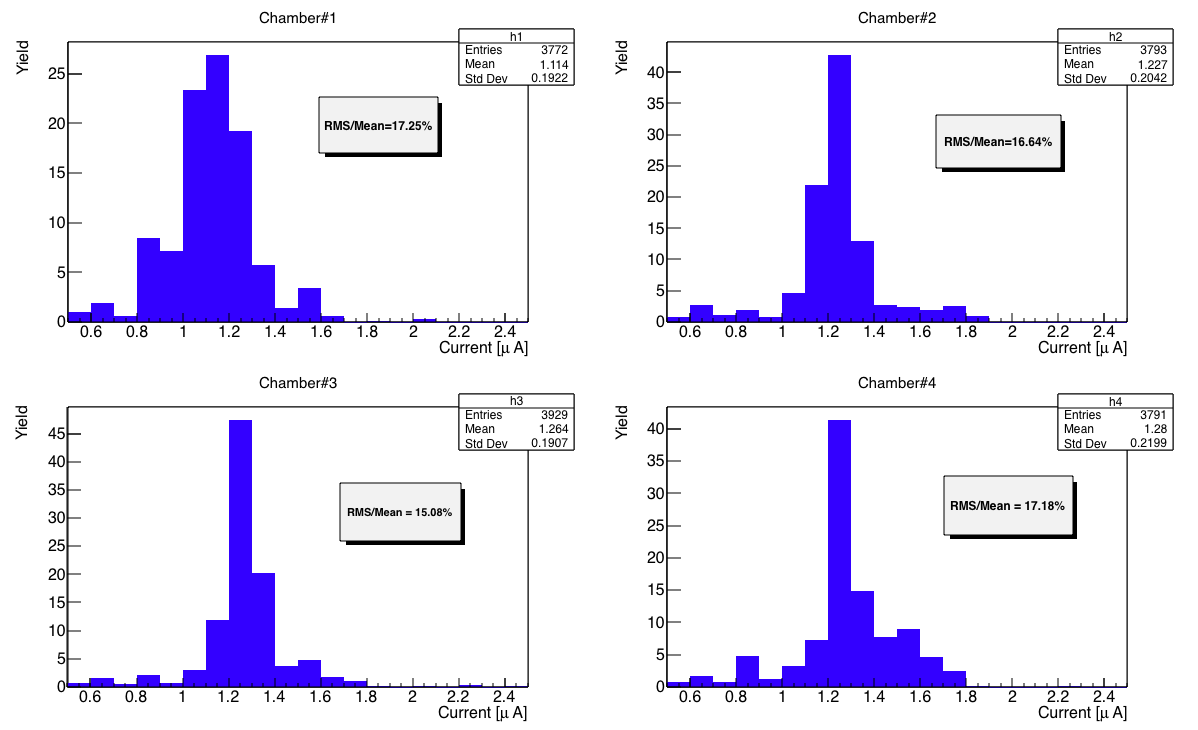 Chamber#1
Yield
h1
Entries 3772
Mean 1.114
Std Dev 0.1922
RMS/Mean=17.25%
25
20
15
10
5
0
0.6 0.8 1 1.2 1.4 1.6 1.8 2 2.2 2.4
Current [μ A]
Chamber#2
Yield
h2
Entries 3793
Mean 1.227
Std Dev 0.2042
RMS/Mean=16.64%
40
35
30
25
20
15
10
5
0
0.6 0.8 1 1.2 1.4 1.6 1.8 2 2.2 2.4
Current [μ A]
Chamber#3
Yield
h3
Entries 3929
Mean 1.264
Std Dev 0.1907
RMS/Mean = 15.08%
45
40
35
30
25
20
15
10
5
0
0.6 0.8 1 1.2 1.4 1.6 1.8 2 2.2 2.4
Current [μ A]
Chamber#4
Yield
h4
Entries 3791
Mean 1.28
Std Dev 0.2199
RMS/Mean = 17.18%
40
35
30
25
20
15
10
5
0
0.6 0.8 1 1.2 1.4 1.6 1.8 2 2.2 2.4
Current [μ A]